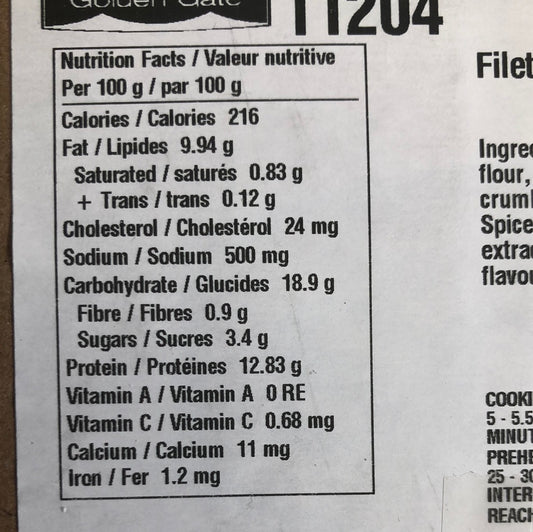 Golden Gate
11204
Nutrition Facts / Valeur nutritive
Per 100 g / par 100 g
Calories / Calories 216
Fat / Lipides 9.94 g
Saturated / saturés 0.83 g
+ Trans / trans 0.12 g
Cholesterol / Cholestérol 24 mg
Sodium / Sodium 500 mg
Carbohydrate / Glucides 18.9 g
Fibre / Fibres 0.9 g
Sugars / Sucres 3.4 g
Protein / Protéines 12.83 g
Vitamin A / Vitamin A 0 RE
Vitamin C / Vitamin C 0.68 mg
Calcium / Calcium 11 mg
Iron / Fer 1.2 mg
Filet
Ingre
flour,
crum
Spice
extra
flavou
COOKI
5 - 5.5
MINUT
PREHE
25 - 30
INTER
REACH